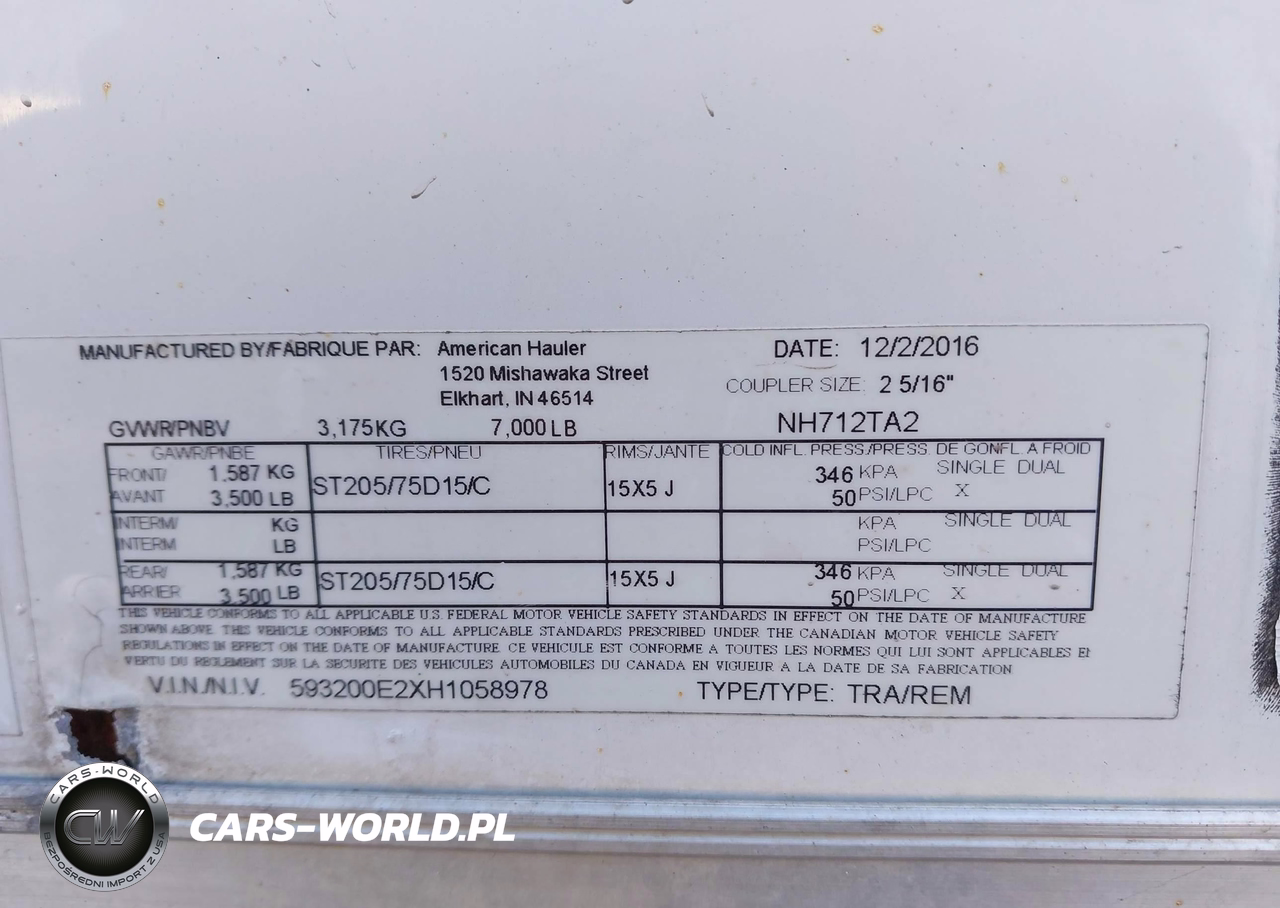 MANUFACTURED BY/FABRIQUE PAR: American Hauler DATE: 12/2/2016
1520 Mishawaka Street COUPLER SIZE: 2 5/16"
Elkhart, IN 46514
GVWR/PNBV 3,175KG 7,000 LB NH712TA2
GAWR/PNBE TIRES/PNEU RIMS/JANTE COLD INFL. PRESS./PRESS. DE GONFL. A FROID
FRONT/ 1.587 KG ST205/75D15/C 15X5 J 346 KPA SINGLE DUAL
AVANT 3,500 LB 50 PSI/LPC X
INTERM/ KG KPA SINGLE DUAL
INTERM LB PSI/LPC
REAR/ 1,587 KG ST205/75D15/C 15X5 J 346 KPA SINGLE DUAL
ARRIER 3,500 LB 50 PSI/LPC X
THIS VEHICLE CONFORMS TO ALL APPLICABLE U.S. FEDERAL MOTOR VEHICLE SAFETY STANDARDS IN EFFECT ON THE DATE OF MANUFACTURE
SHOWN ABOVE. THIS VEHICLE CONFORMS TO ALL APPLICABLE STANDARDS PRESCRIBED UNDER THE CANADIAN MOTOR VEHICLE SAFETY
REGULATIONS IN EFFECT ON THE DATE OF MANUFACTURE CE VEHICULE EST CONFORME A TOUTES LES NORMES QUI LUI SONT APPLICABLES EN
VERTU DU REGLEMENT SUR LA SECURITE DES VEHICULES AUTOMOBILES DU CANADA EN VIGUEUR A LA DATE DE SA FABRICATION
V.I.N./N.I.V. 593200E2XH1058978 TYPE/TYPE: TRA/REM
CARS-WORLD
CW
BEZPOŚREDNI IMPORT Z USA
CARS-WORLD.PL